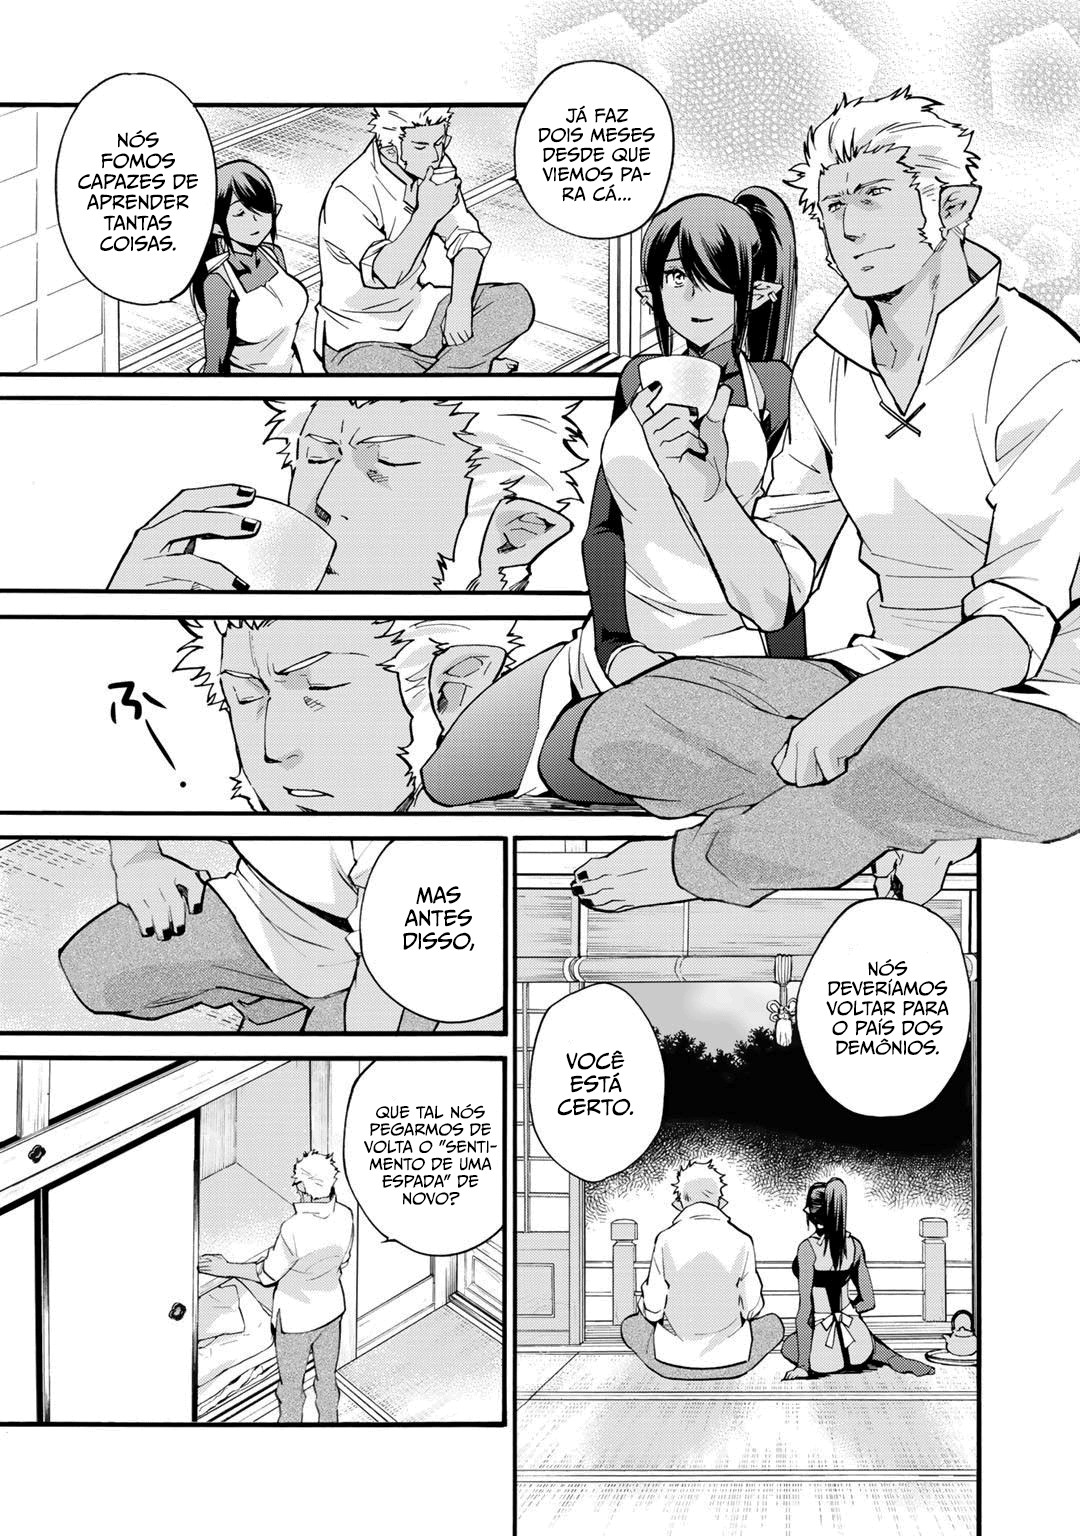 JÁ FAZ
DOIS MESES
DESDE QUE
VIEMOS PA-
RA CÁ...
NÓS
FOMOS
CAPAZES DE
APRENDER
TANTAS
COISAS.
ふぅ.
NÓS
DEVERÍAMOS
VOLTAR PARA
O PAÍS DOS
DEMÔNIOS.
VOCÊ
ESTÁ
CERTO.
MAS
ANTES
DISSO,
QUE TAL NÓS
PEGARMOS DE
VOLTA O "SENTI-
MENTO DE UMA
ESPADA" DE
NOVO?